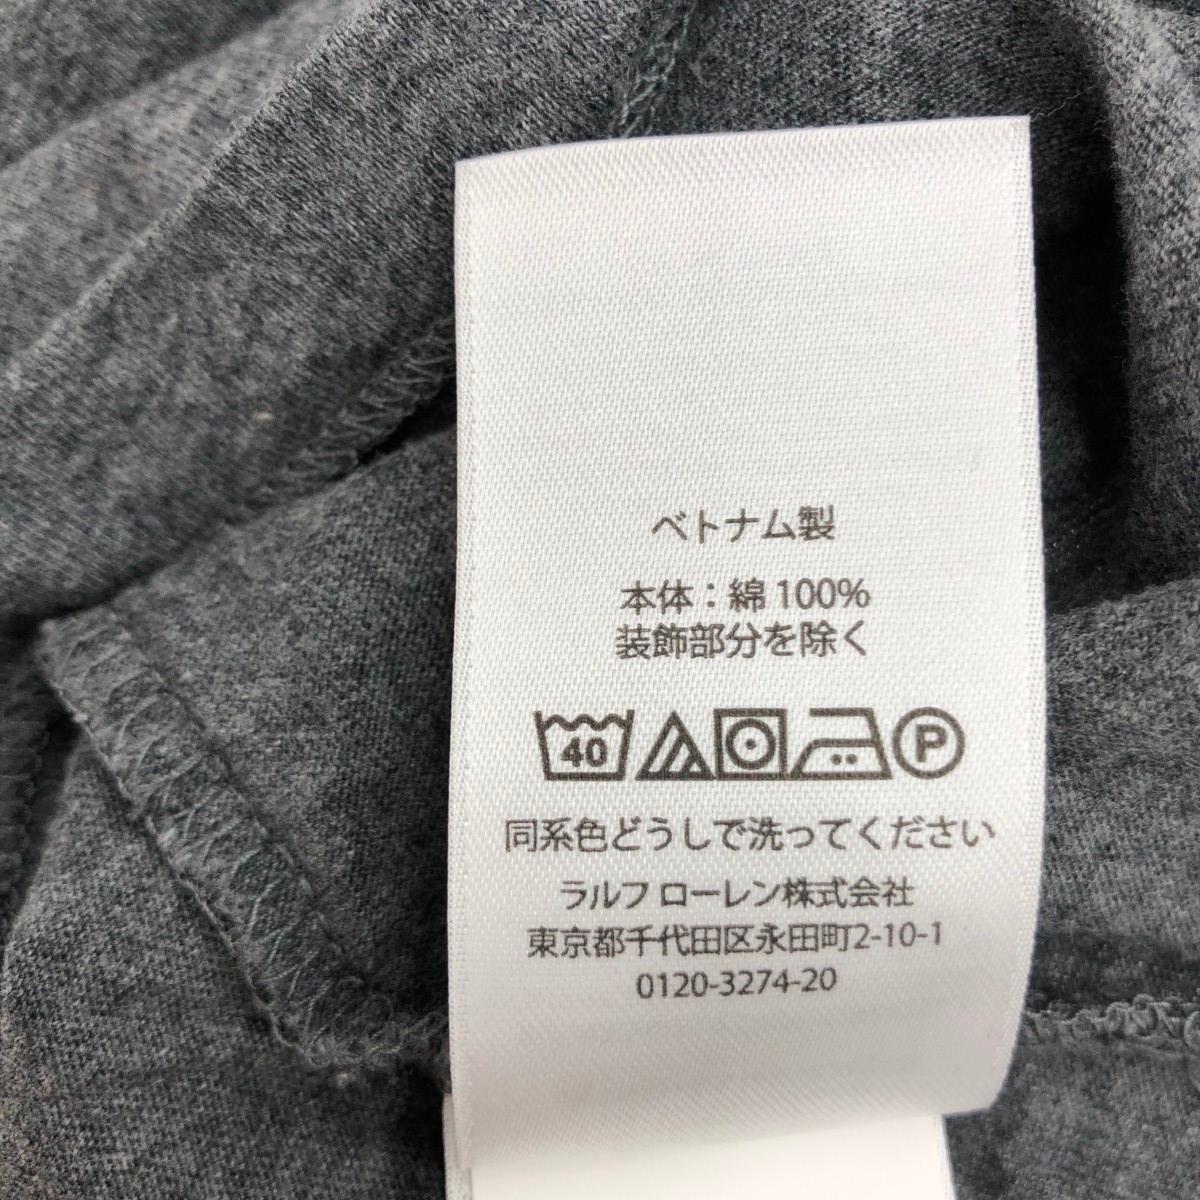 ベトナム製
本体：綿 100%
装飾部分を除く
40 P
同系色どうしで洗ってください
ラルフ ローレン株式会社
東京都千代田区永田町2-10-1
0120-3274-20